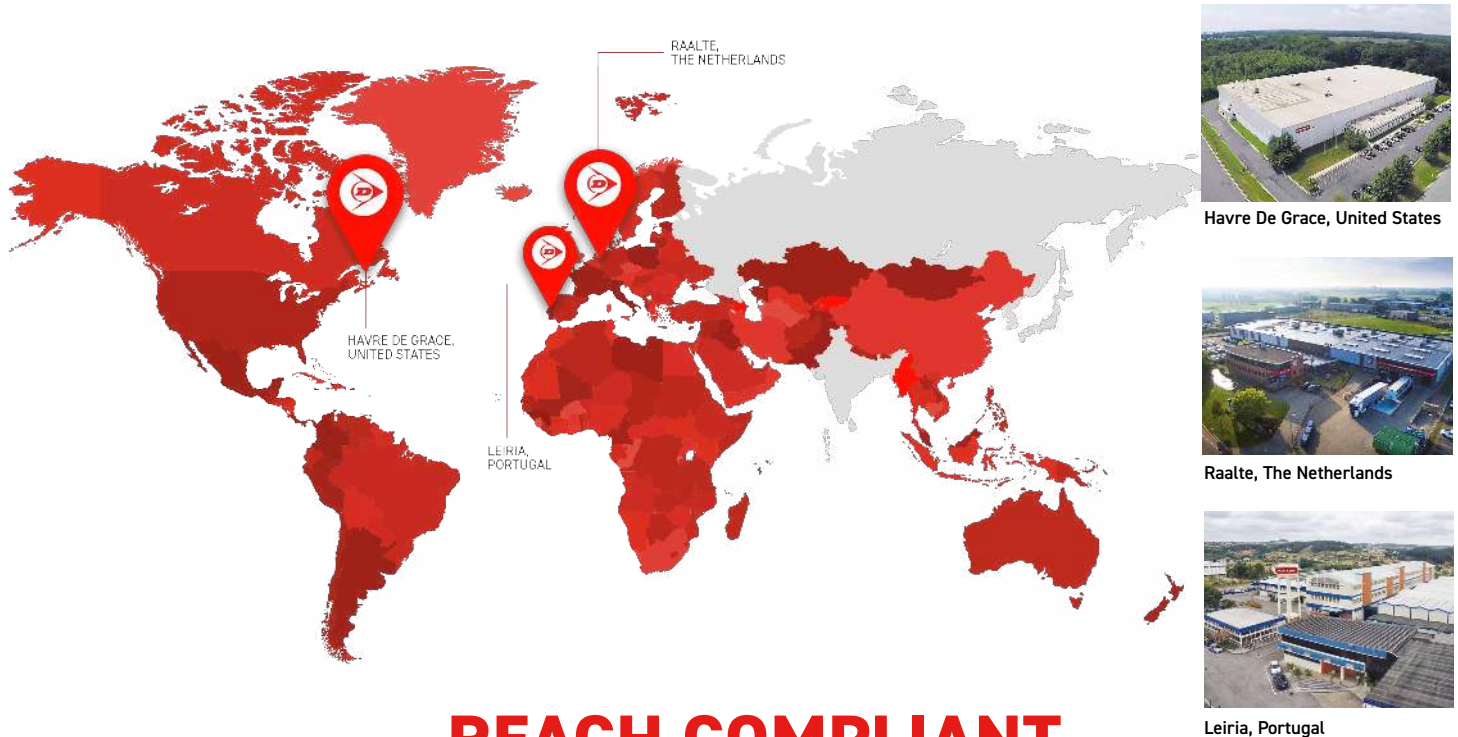 RAALTE,
THE NETHERLANDS
HAVRE DE GRACE,
UNITED STATES
LEIRIA,
PORTUGAL
Havre De Grace, United States
Raalte, The Netherlands
Leiria, Portugal
REACH COMPLIANT